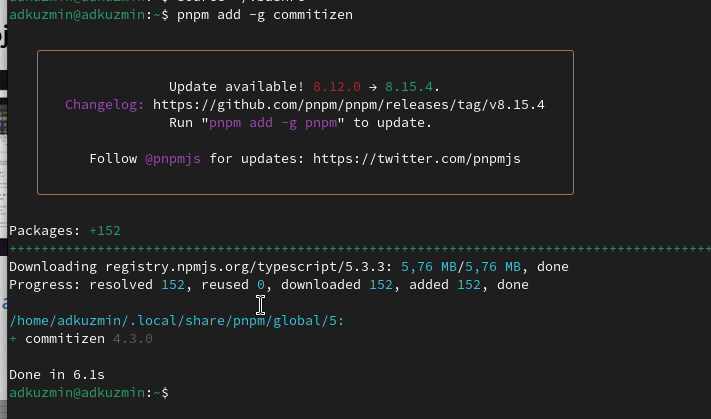 adkuzmin@adkuzmin:~$ pnpm add -g commitizen
Update available! 8.12.0 → 8.15.4.
Changelog: https://github.com/pnpm/pnpm/releases/tag/v8.15.4
Run "pnpm add -g pnpm" to update.
Follow @pnpmjs for updates: https://twitter.com/pnpmjs
Packages: +152
++++++++++++++++++++++++++++++++++++++++++++++++++++++++++++++++++++++++++++++++++++++++
Downloading registry.npmjs.org/typescript/5.3.3: 5,76 MB/5,76 MB, done
Progress: resolved 152, reused 0, downloaded 152, added 152, done
/home/adkuzmin/.local/share/pnpm/global/5:
+ commitizen 4.3.0
Done in 6.1s
adkuzmin@adkuzmin:~$